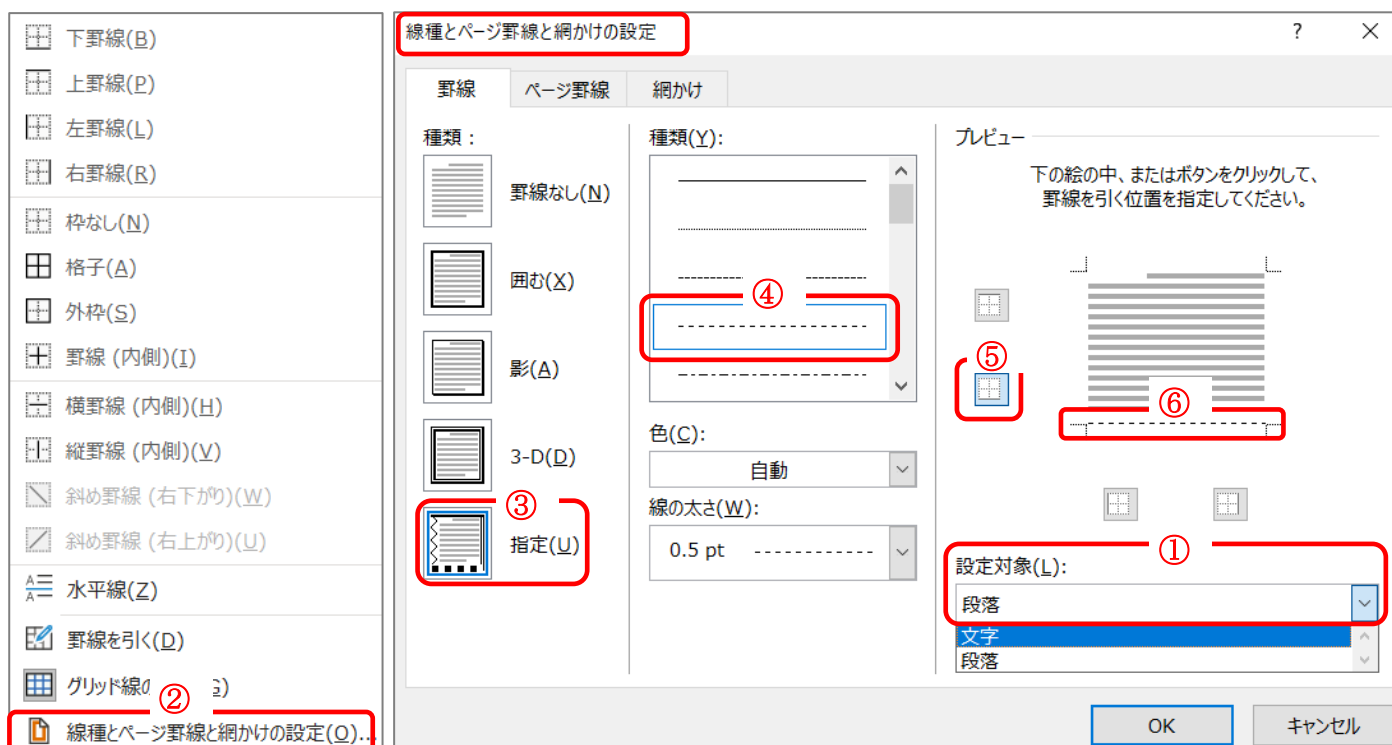 下罫線(B)
上罫線(P)
左罫線(L)
右罫線(R)
枠なし(N)
格子(A)
外枠(S)
罫線 (内側)(I)
横罫線 (内側)(H)
縦罫線 (内側)(V)
斜め罫線 (右下がり)(W)
斜め罫線 (右上がり)(U)
A
A
水平線(Z)
罫線を引く(D)
グリッド線の
②
線種とページ罫線と網かけの設定(O)...
線種とページ罫線と網かけの設定
?
罫線
ページ罫線
網かけ
種類：
罫線なし(N)
囲む(X)
影(A)
3-D(D)
③
指定(U)
種類(Y):
④
色(C):
自動
線の太さ(W):
0.5 pt
プレビュー
下の絵の中、またはボタンをクリックして、
罫線を引く位置を指定してください。
⑤
⑥
①
設定対象(L):
段落
文字
段落
OK
キャンセル